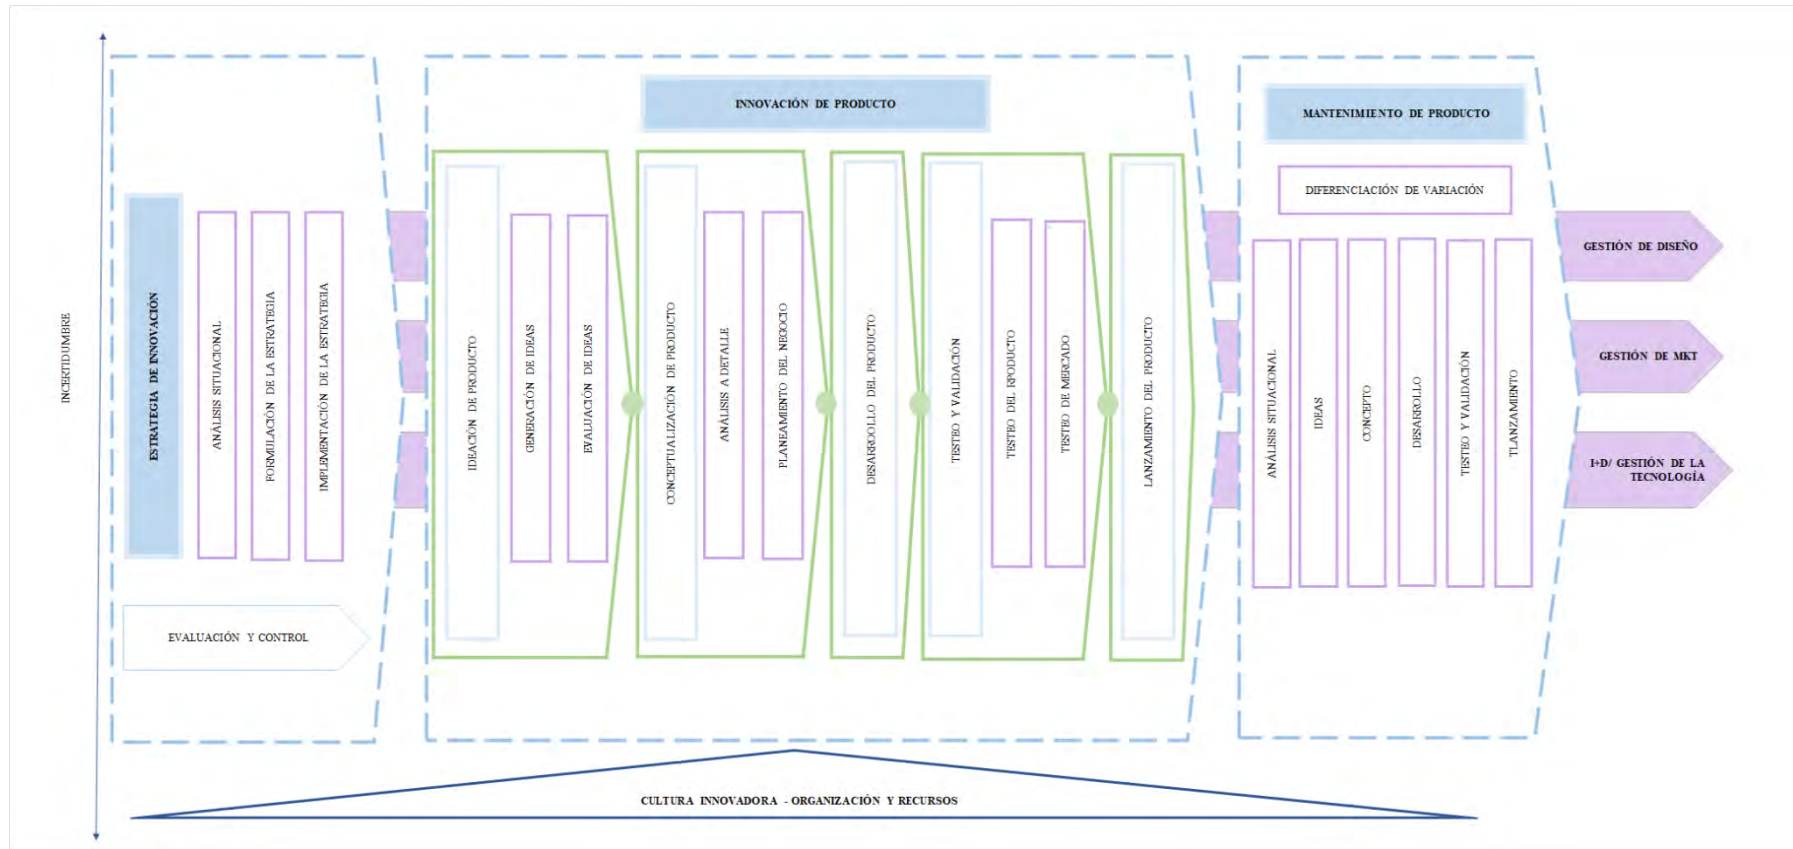 INCERTIDUMBRE
ESTRATEGIA DE INNOVACIÓN
ANÁLISIS SITUACIONAL
FORMULACIÓN DE LA ESTRATEGIA
IMPLEMENTACIÓN DE LA ESTRATEGIA
EVALUACIÓN Y CONTROL
INNOVACIÓN DE PRODUCTO
IDEACIÓN DE PRODUCTO
GENERACIÓN DE IDEAS
EVALUACIÓN DE IDEAS
CONCEPTUALIZACIÓN DE PRODUCTO
ANÁLISIS A DETALLE
PLANEAMIENTO DEL NEGOCIO
DESARROLLO DEL PRODUCTO
TESTEO Y VALIDACIÓN
TESTEO DEL RPODUCTO
TESTEO DE MERCADO
LANZAMIENTO DEL PRODUCTO
MANTENIMIENTO DE PRODUCTO
DIFERENCIACIÓN DE VARIACIÓN
ANÁLISIS SITUACIONAL
IDEAS
CONCEPTO
DESARROLLO
TESTEO Y VALIDACIÓN
TLANZAMIENTO
GESTIÓN DE DISEÑO
GESTIÓN DE MKT
I+D/ GESTIÓN DE LA
TECNOLOGÍA
CULTURA INNOVADORA - ORGANIZACIÓN Y RECURSOS